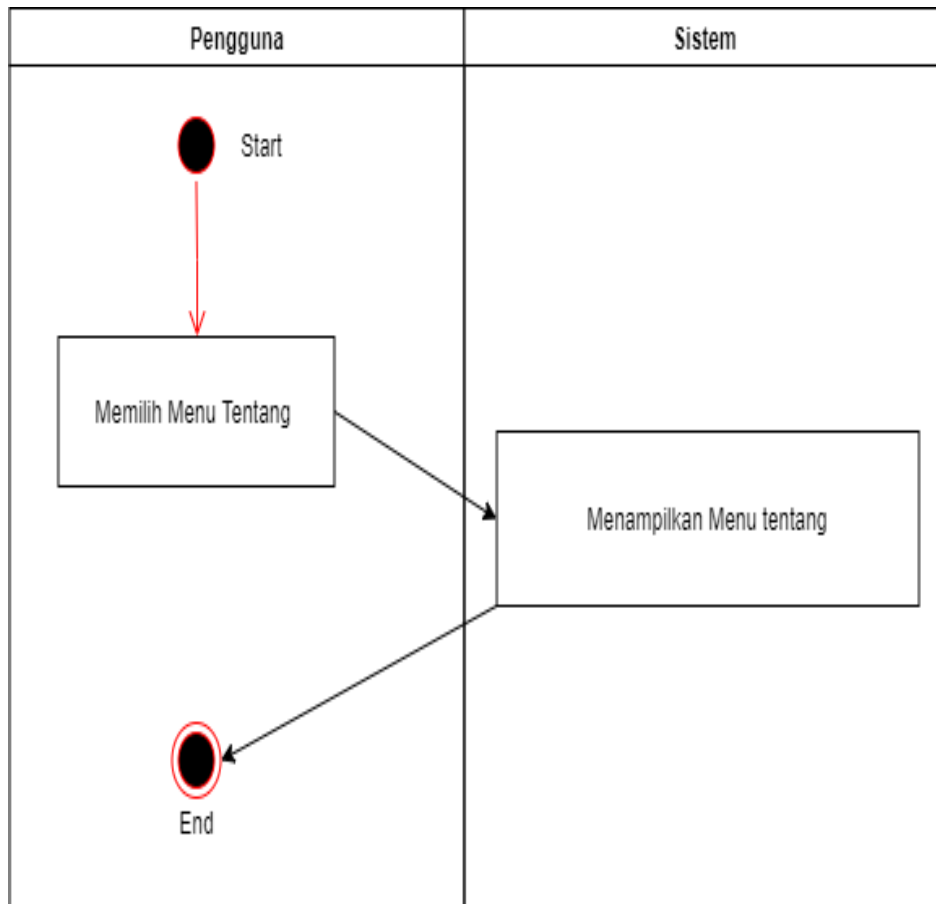 Pengguna
Sistem
Start
Memilih Menu Tentang
Menampilkan Menu tentang
End